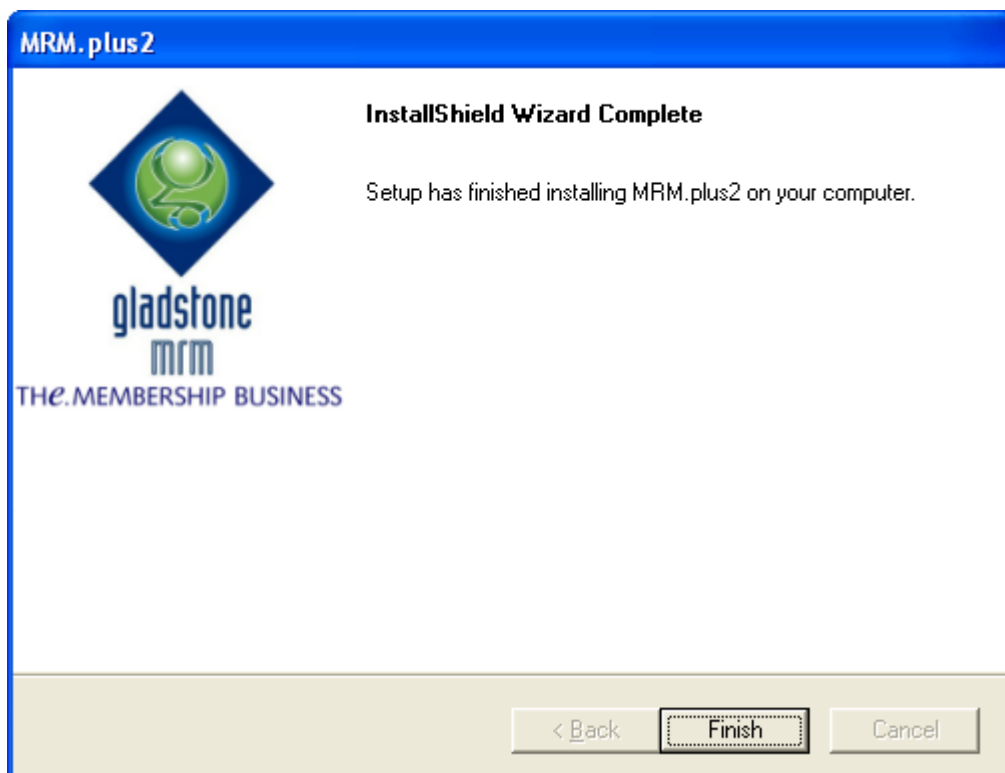 MRM.plus2
InstallShield Wizard Complete
Setup has finished installing MRM.plus2 on your computer.
gladstone
mrm
THe.MEMBERSHIP BUSINESS
< Back
Finish
Cancel